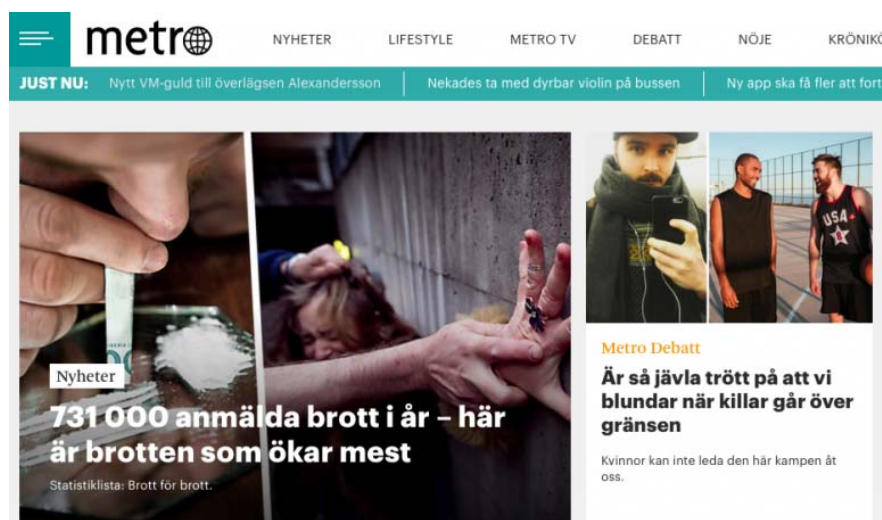 metro
NYHETER
LIFESTYLE
METRO TV
DEBATT
NÖJE
KRÖNIKÖ
JUST NU:
Nytt VM-guld till överlägsen Alexandersson
Nekades ta med dyrbar violin på bussen
Ny app ska få fler att fort
USA
Nyheter
731 000 anmälda brott i år – här
är brotten som ökar mest
Statistiklista: Brott för brott.
Metro Debatt
Är så jävla trött på att vi
blundar när killar går över
gränsen
Kvinnor kan inte leda den här kampen åt
oss.